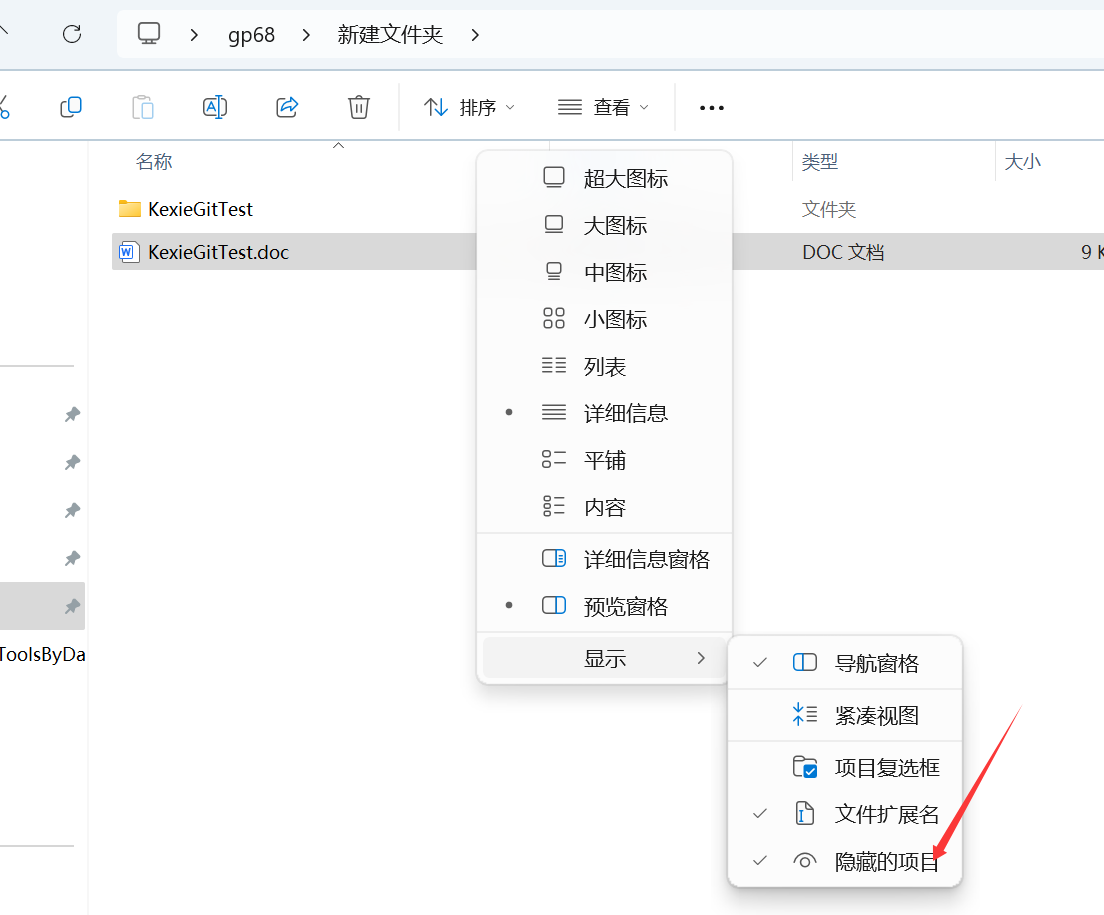 gp68
新建文件夹
排序
查看
名称
类型
大小
KexieGitTest
文件夹
KexieGitTest.doc
DOC 文档
9 K
超大图标
大图标
中图标
小图标
列表
详细信息
平铺
内容
详细信息窗格
预览窗格
显示
ToolsByDa
导航窗格
紧凑视图
项目复选框
文件扩展名
隐藏的项目